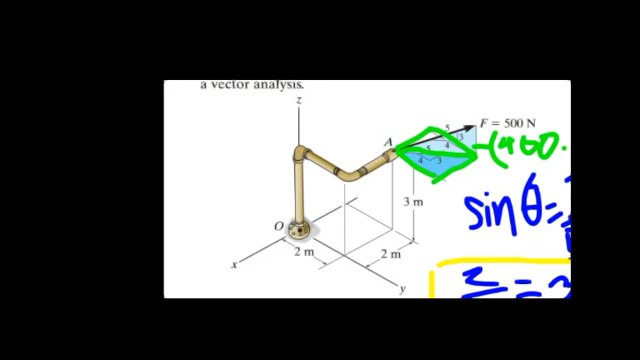 a vector analysis.
z
5
F = 500 N
3
4
A
5
4
3
3 m
sin θ =
O
2 m
2 m
x
y